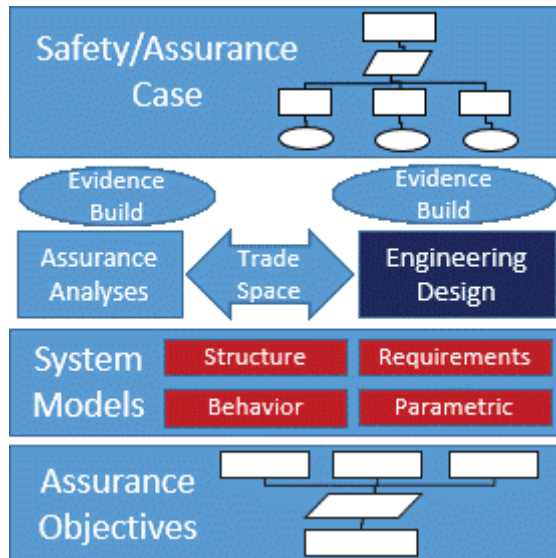 Safety/Assurance
Case
Evidence
Build
Evidence
Build
Assurance
Analyses
Trade
Space
Engineering
Design
System
Models
Structure
Requirements
Behavior
Parametric
Assurance
Objectives